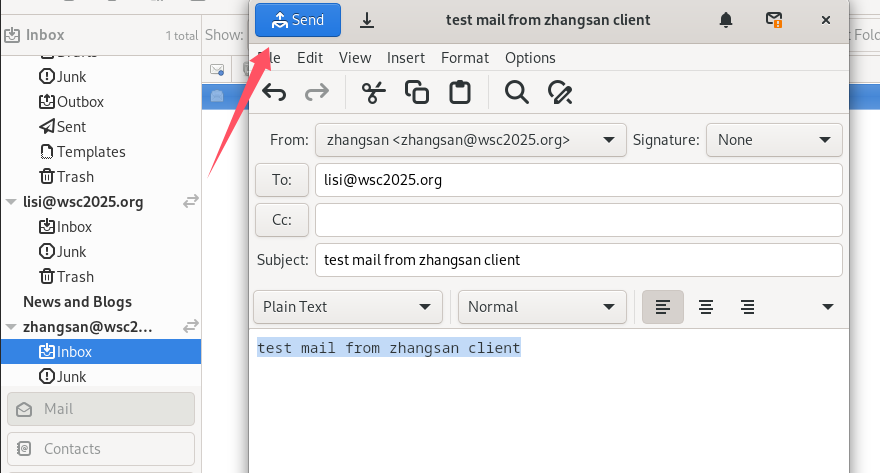 Send
test mail from zhangsan client
Inbox
1 total
Show:
Edit
View
Insert
Format
Options
Junk
Outbox
Sent
Templates
Trash
lisi@wsc2025.org
Inbox
Junk
Trash
News and Blogs
zhangsan@wsc2...
Inbox
Junk
Mail
Contacts
From:
zhangsan <zhangsan@wsc2025.org>
Signature:
None
To:
lisi@wsc2025.org
Cc:
Subject:
test mail from zhangsan client
Plain Text
Normal
test mail from zhangsan client